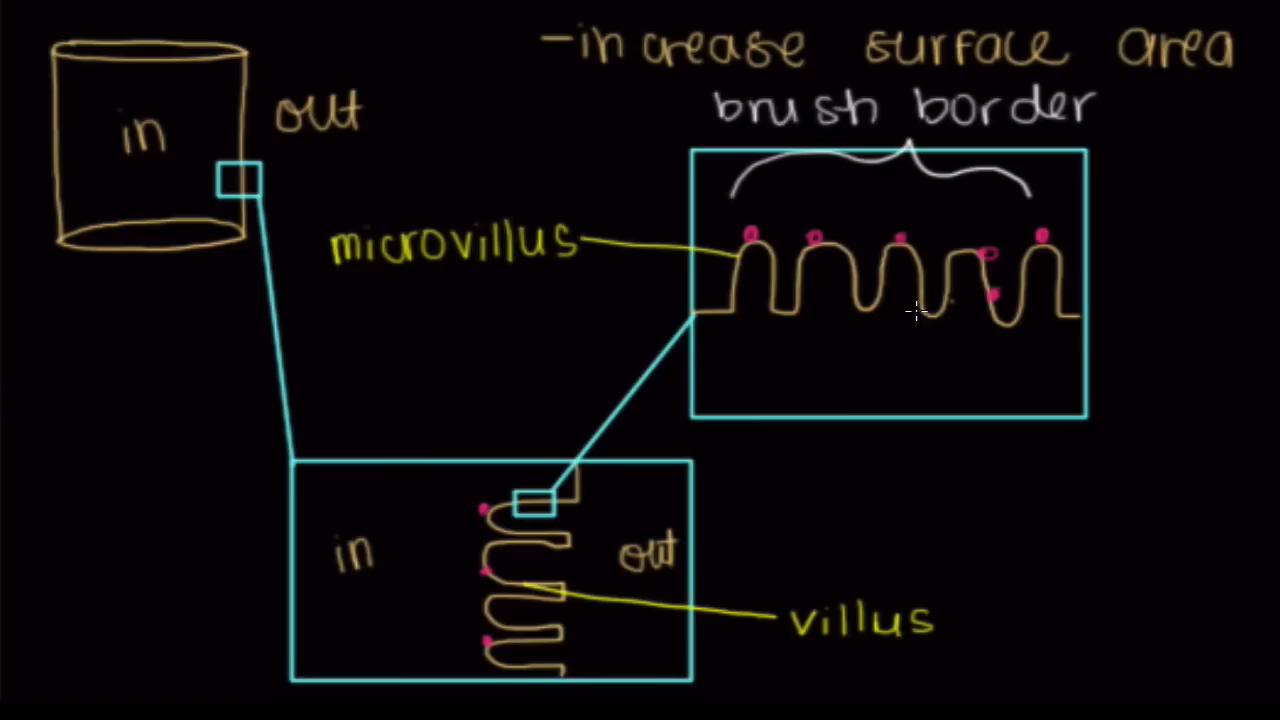 -increase surface area
brush border
in
out
microvillus
in
out
villus